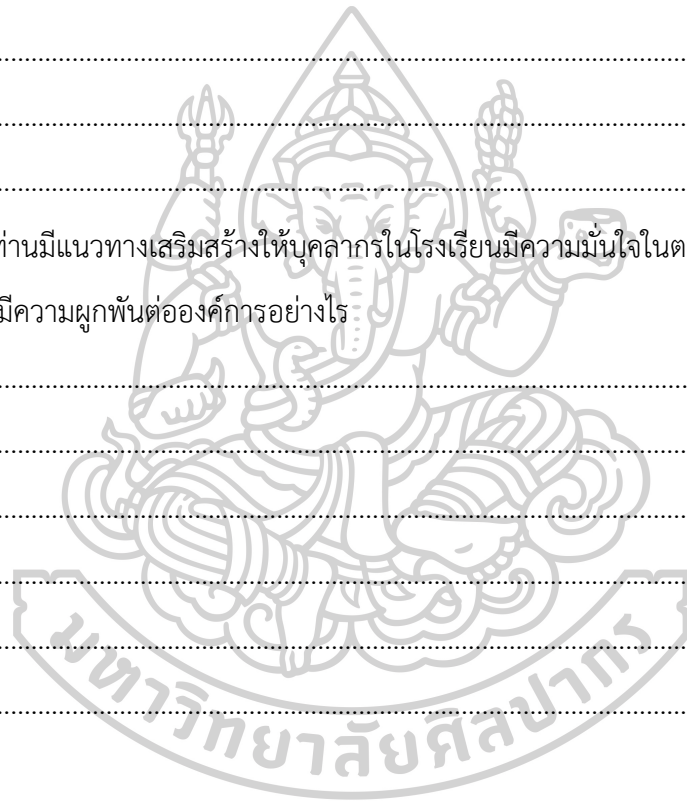 ท่านมีแนวทางเสริมสร้างให้บุคลากรในโรงเรียนมีความมั่นใจในต
มีความผูกพันต่อองค์การอย่างไร
มหาวิทยาลัยศิลปากร